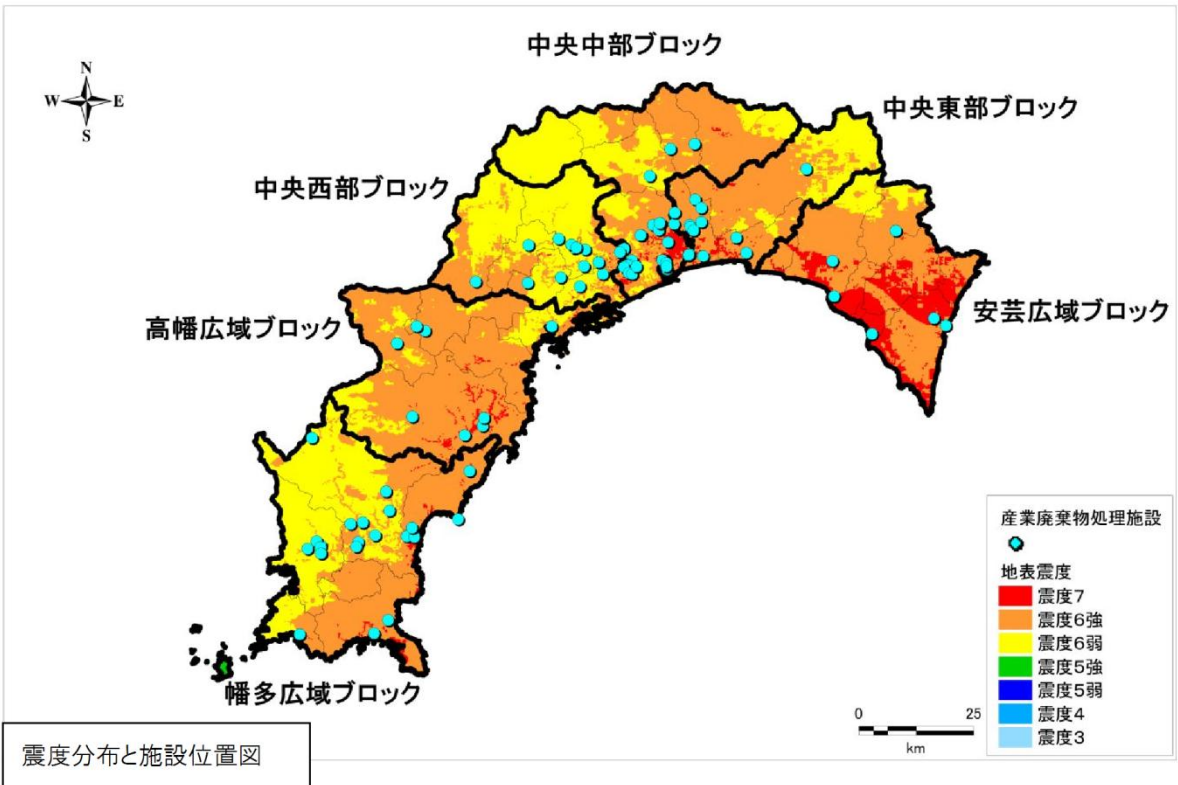 中央中部ブロック
N
W
E
S
中央東部ブロック
中央西部ブロック
高幡広域ブロック
安芸広域ブロック
幡多広域ブロック
産業廃棄物処理施設
地表震度
震度7
震度6強
震度6弱
震度5強
震度5弱
震度4
震度3
0 25
km
震度分布と施設位置図